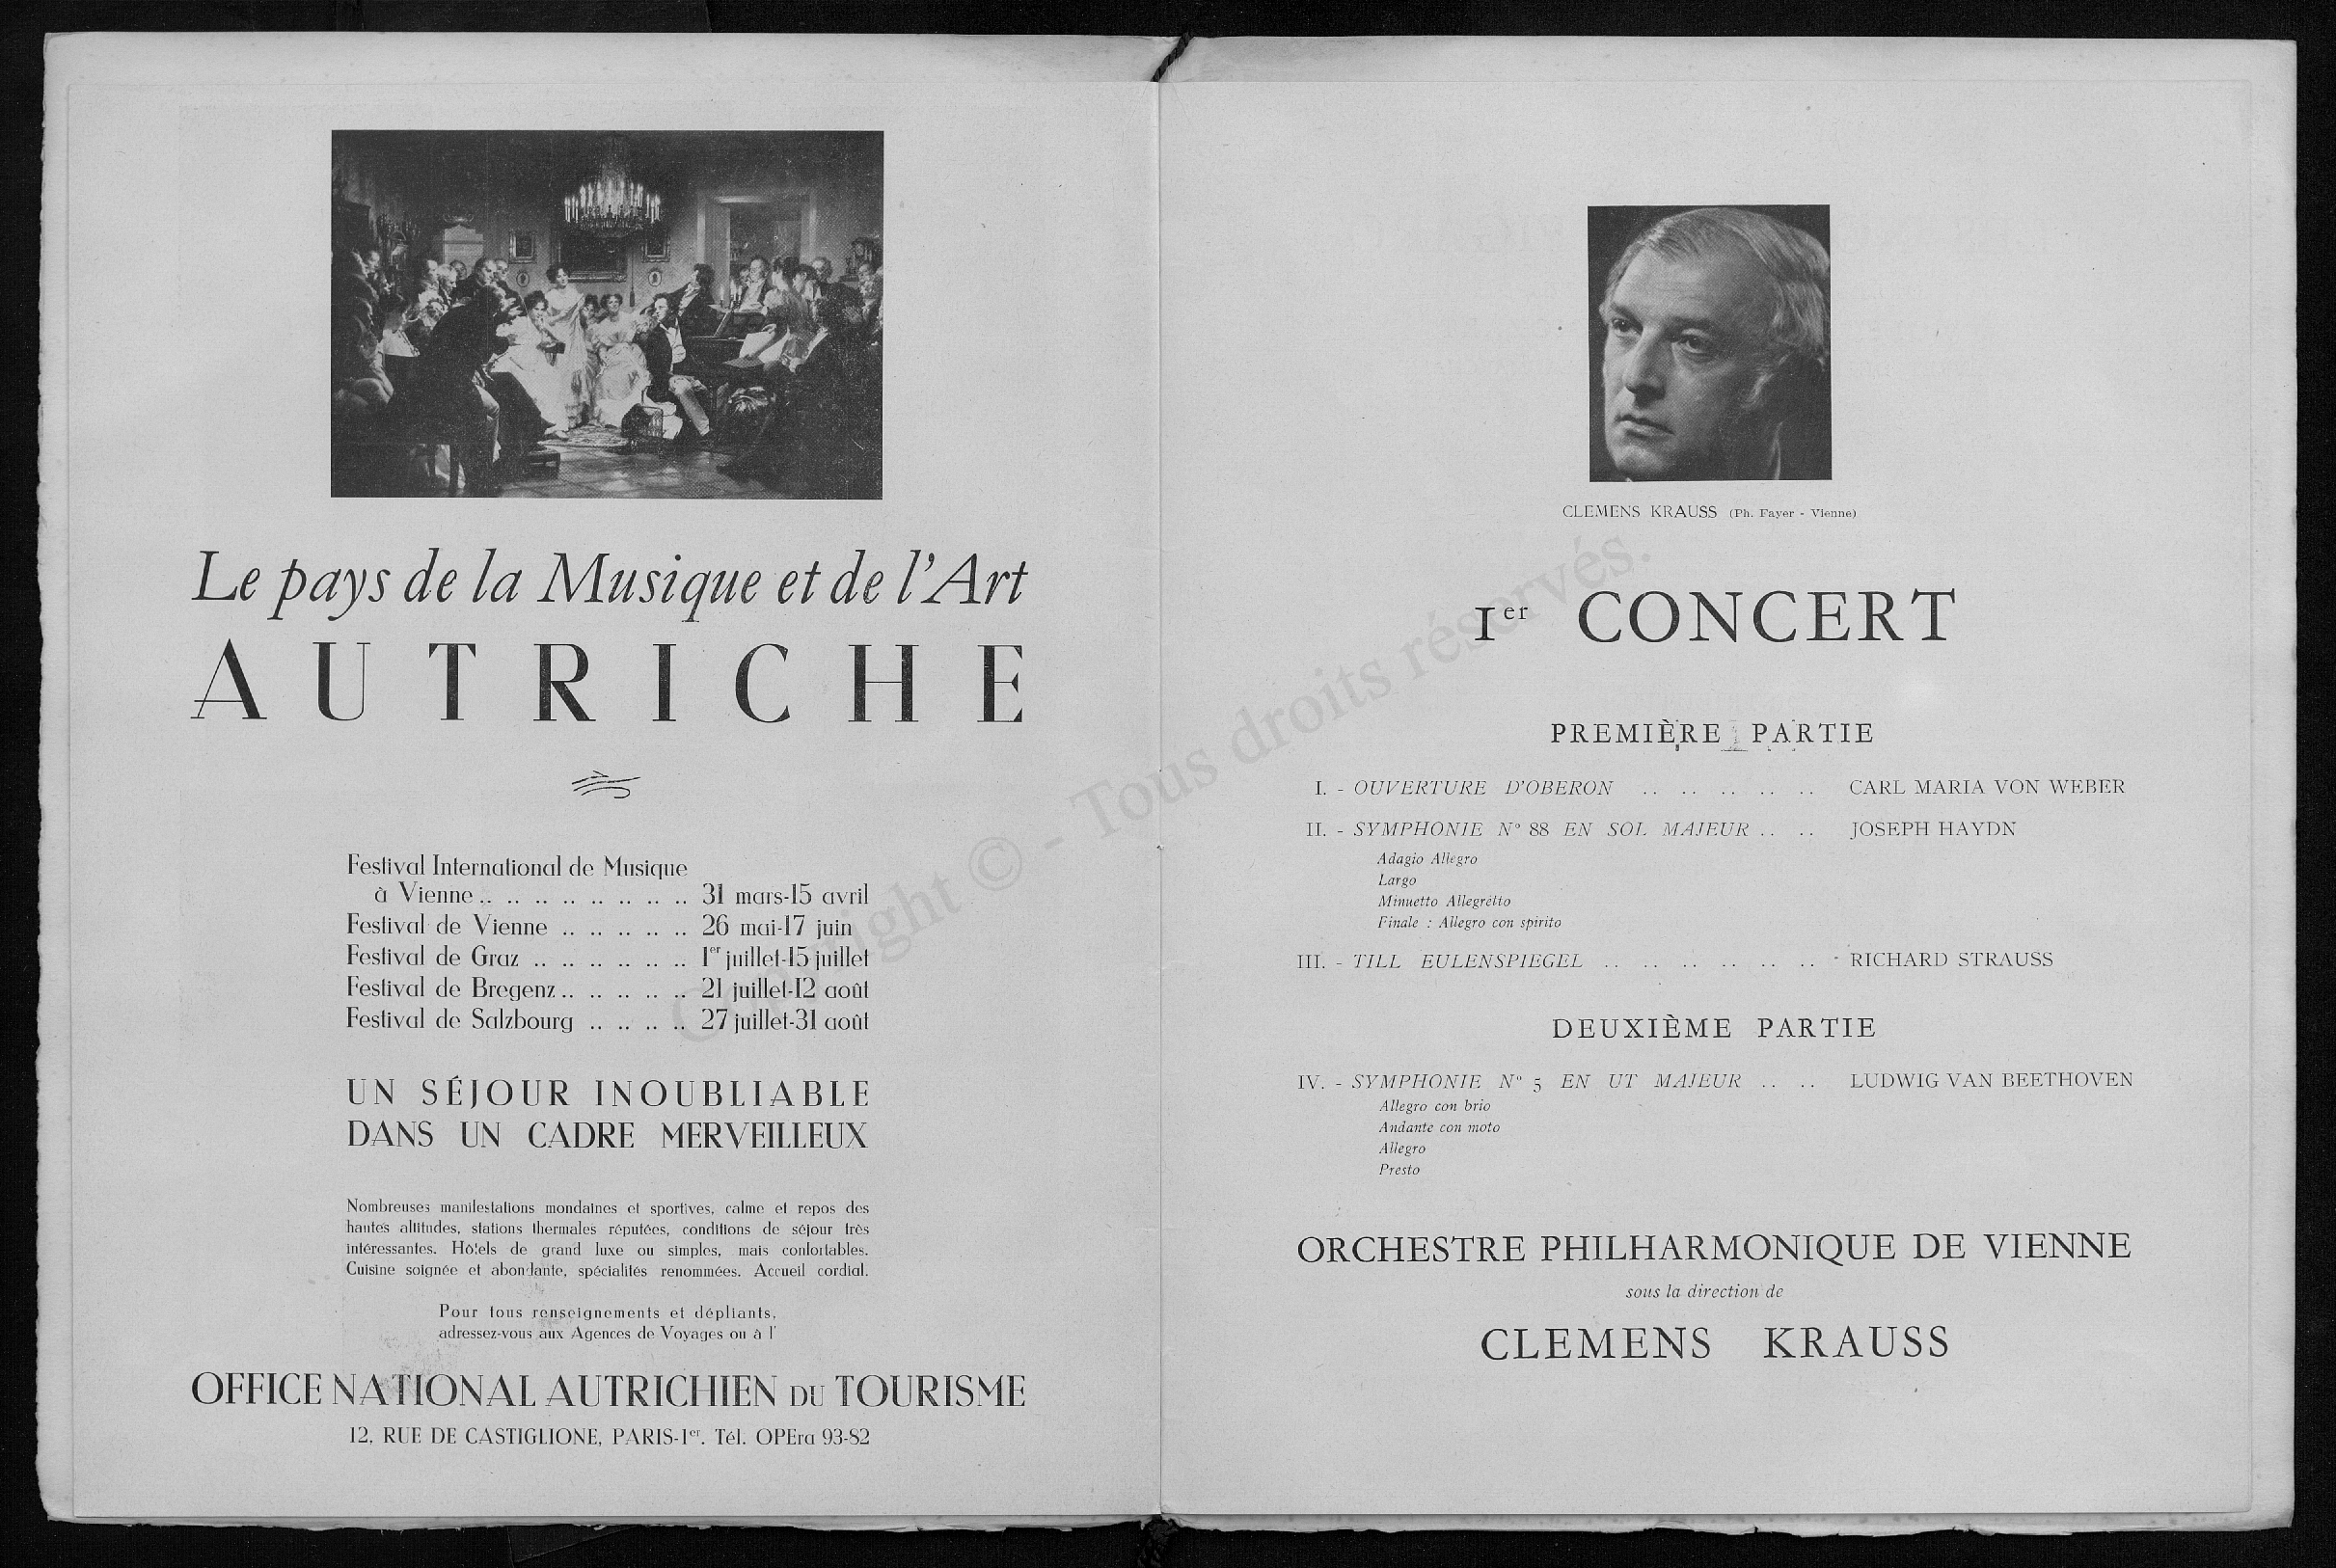 Le pays de la Musique et de l'Art
AUTRICHE
Festival International de Musique
à Vienne .. .. .. .. .. .. .. .. 31 mars-15 avril
Festival de Vienne .. .. .. .. .. 26 mai-17 juin
Festival de Graz .. .. .. .. .. .. 1er juillet-15 juillet
Festival de Bregenz .. .. .. .. .. 21 juillet-12 août
Festival de Salzbourg .. .. .. .. 27 juillet-31 août
UN SÉJOUR INOUBLIABLE
DANS UN CADRE MERVEILLEUX
Nombreuses manifestations mondaines et sportives, calme et repos des
hautes altitudes, stations thermales réputées, conditions de séjour très
intéressantes. Hôtels de grand luxe ou simples, mais confortables.
Cuisine soignée et abondante, spécialités renommées. Accueil cordial.
Pour tous renseignements et dépliants,
adressez-vous aux Agences de Voyages ou à l'
OFFICE NATIONAL AUTRICHIEN DU TOURISME
12, RUE DE CASTIGLIONE, PARIS-1er. Tél. OPEra 93-82
CLEMENS KRAUSS (Ph. Fayer - Vienne)
1er CONCERT
PREMIÈRE PARTIE
I. - OUVERTURE D'OBERON .. .. .. .. .. CARL MARIA VON WEBER
II. - SYMPHONIE N° 88 EN SOL MAJEUR .. .. JOSEPH HAYDN
Adagio Allegro
Largo
Minuetto Allegretto
Finale : Allegro con spirito
III. - TILL EULENSPIEGEL .. .. .. .. .. .. RICHARD STRAUSS
DEUXIÈME PARTIE
IV. - SYMPHONIE N° 5 EN UT MAJEUR .. .. LUDWIG VAN BEETHOVEN
Allegro con brio
Andante con moto
Allegro
Presto
ORCHESTRE PHILHARMONIQUE DE VIENNE
sous la direction de
CLEMENS KRAUSS
Copyright © - Tous droits réservés.